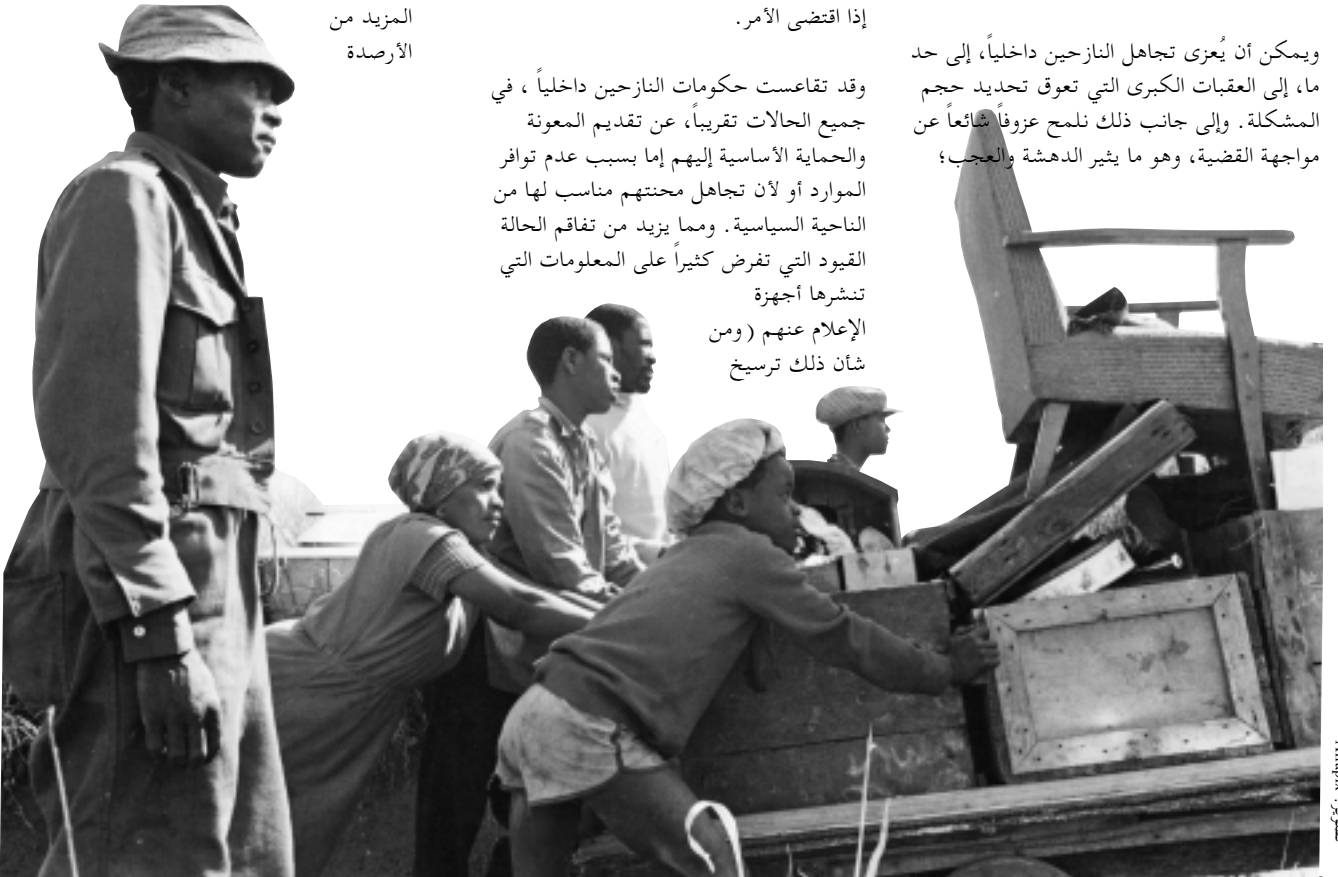 ويمكن أن يُعزى تجاهل النازحين داخلياً، إلى حد
ما، إلى العقبات الكبرى التي تعوق تحديد حجم
المشكلة. وإلى جانب ذلك نلمح عزوفاً شائعاً عن
مواجهة القضية، وهو ما يثير الدهشة والعجب؛
إذا اقتضى الأمر.
وقد تقاعست حكومات النازحين داخلياً ، في
جميع الحالات تقريباً، عن تقديم المعونة
والحماية الأساسية إليهم إما بسبب عدم توافر
الموارد أو لأن تجاهل محنتهم مناسب لها من
الناحية السياسية. ومما يزيد من تفاقم الحالة
القيود التي تفرض كثيراً على المعلومات التي
تنشرها أجهزة
الإعلام عنهم (ومن
شأن ذلك ترسيخ
المزيد من
الأرصدة